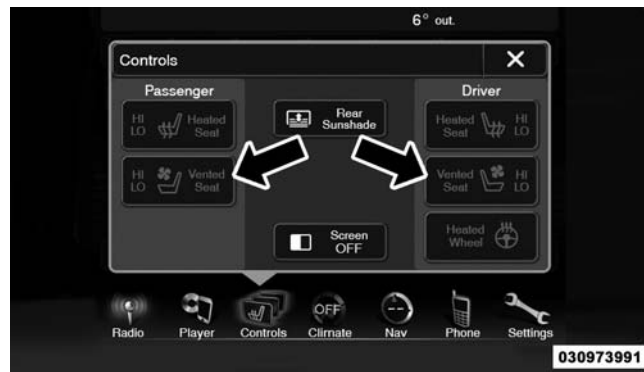 6° out.
Controls
X
Passenger
Driver
HI
LO
Heated
Seat
Rear
Sunshade
Heated
Seat
HI
LO
HI
LO
Vented
Seat
Vented
Seat
HI
LO
Screen
OFF
Heated
Wheel
OFF
--
Radio
Player
Controls
Climate
Nav
Phone
Settings
030973991